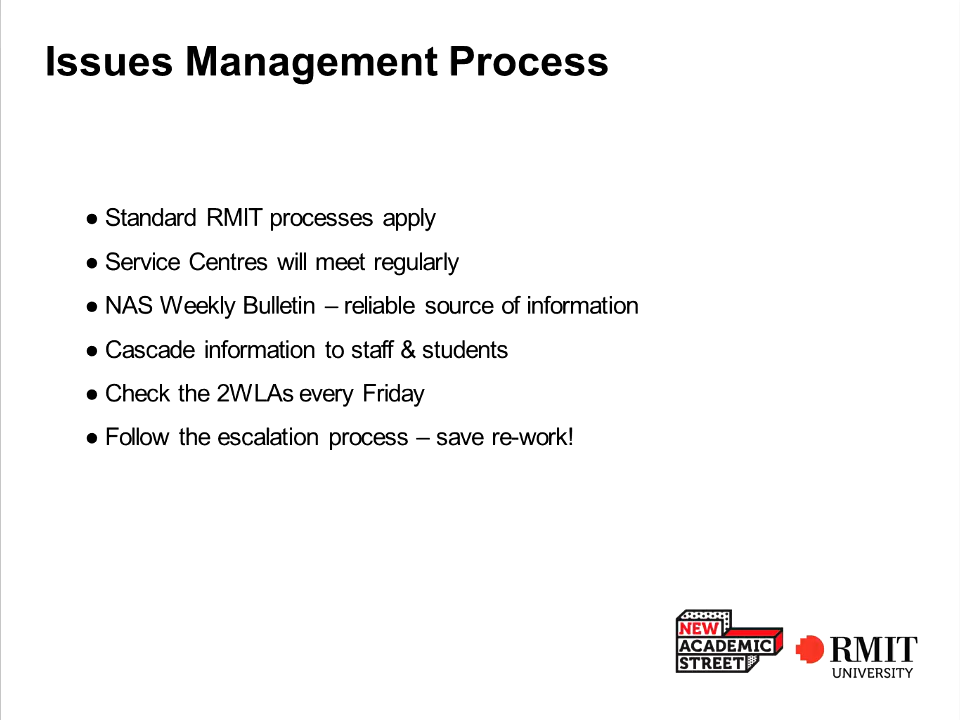 Issues Management Process
● Standard RMIT processes apply
● Service Centres will meet regularly
● NAS Weekly Bulletin – reliable source of information
● Cascade information to staff & students
● Check the 2WLAs every Friday
● Follow the escalation process – save re-work!
NEW
ACADEMIC
STREET
RMIT
UNIVERSITY